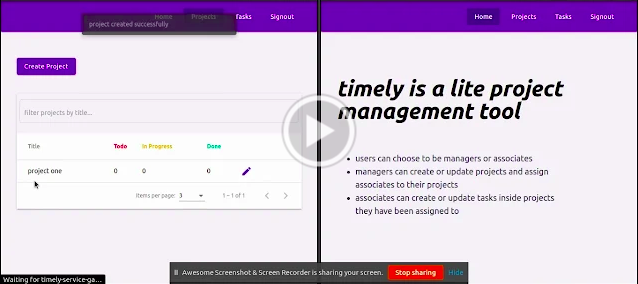 Home Projects Tasks Signout
project created successfully
Create Project
filter projects by title...
Title Todo In Progress Done
project one 0 0 0
Items per page: 3 1 – 1 of 1
Waiting for timely-service-ga...
Home Projects Tasks Signout
timely is a lite project
management tool
users can choose to be managers or associates
managers can create or update projects and assign
associates to their projects
associates can create or update tasks inside projects
they have been assigned to
Awesome Screenshot & Screen Recorder is sharing your screen. Stop sharing Hide